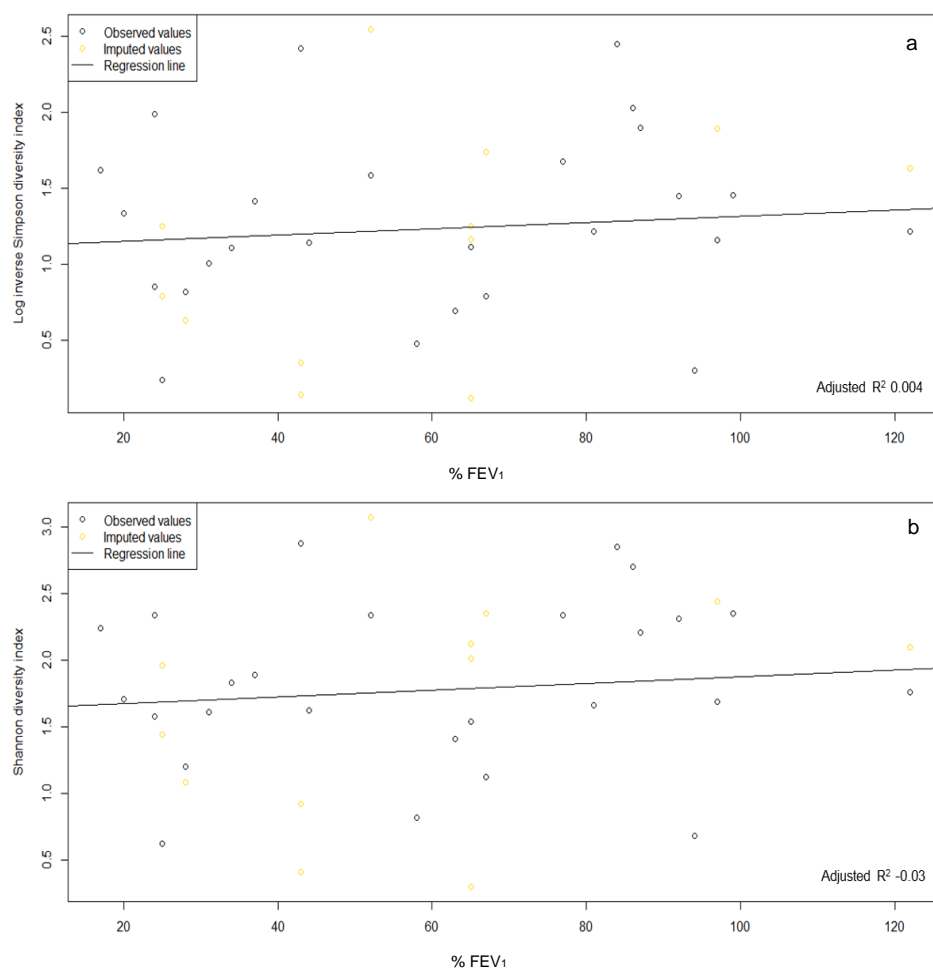 Observed values
Imputed values
Regression line
a
Log inverse Simpson diversity index
2.5
2.0
1.5
1.0
0.5
Adjusted R² 0.004
20 40 60 80 100 120
% FEV₁
Observed values
Imputed values
Regression line
b
Shannon diversity index
3.0
2.5
2.0
1.5
1.0
0.5
Adjusted R² -0.03
20 40 60 80 100 120
% FEV₁